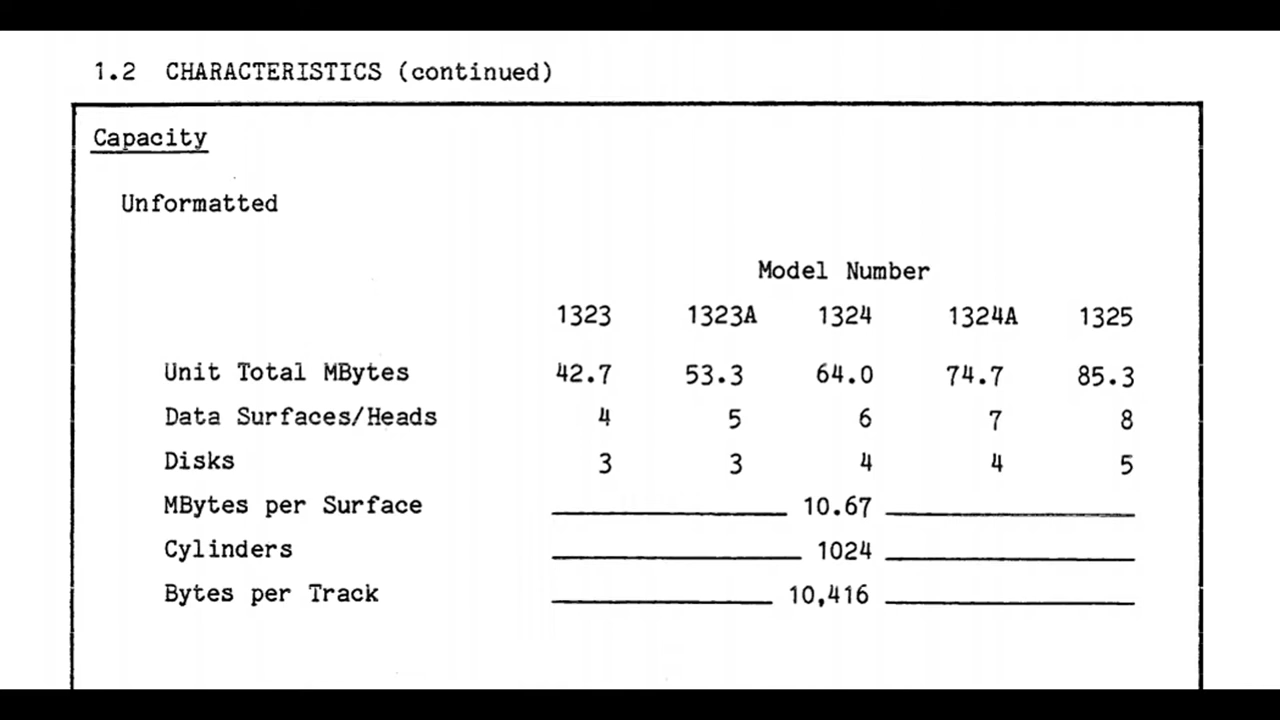 1.2 CHARACTERISTICS (continued)
Capacity
Unformatted
Model Number
1323 1323A 1324 1324A 1325
Unit Total MBytes 42.7 53.3 64.0 74.7 85.3
Data Surfaces/Heads 4 5 6 7 8
Disks 3 3 4 4 5
MBytes per Surface 10.67
Cylinders 1024
Bytes per Track 10,416